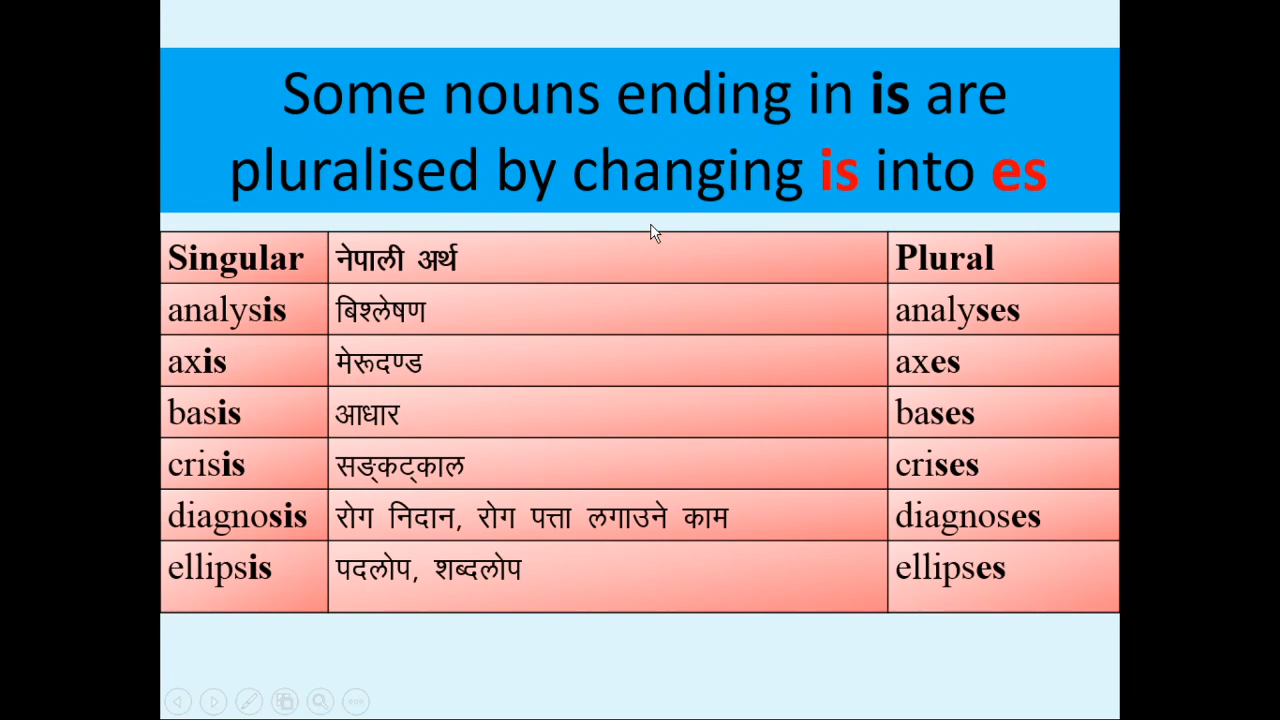 Some nouns ending in is are
pluralised by changing is into es
Singular नेपाली अर्थ Plural
analysis बिश्लेषण analyses
axis मेरूदण्ड axes
basis आधार bases
crisis सङ्कट्काल crises
diagnosis रोग निदान, रोग पत्ता लगाउने काम diagnoses
ellipsis पदलोप, शब्दलोप ellipses